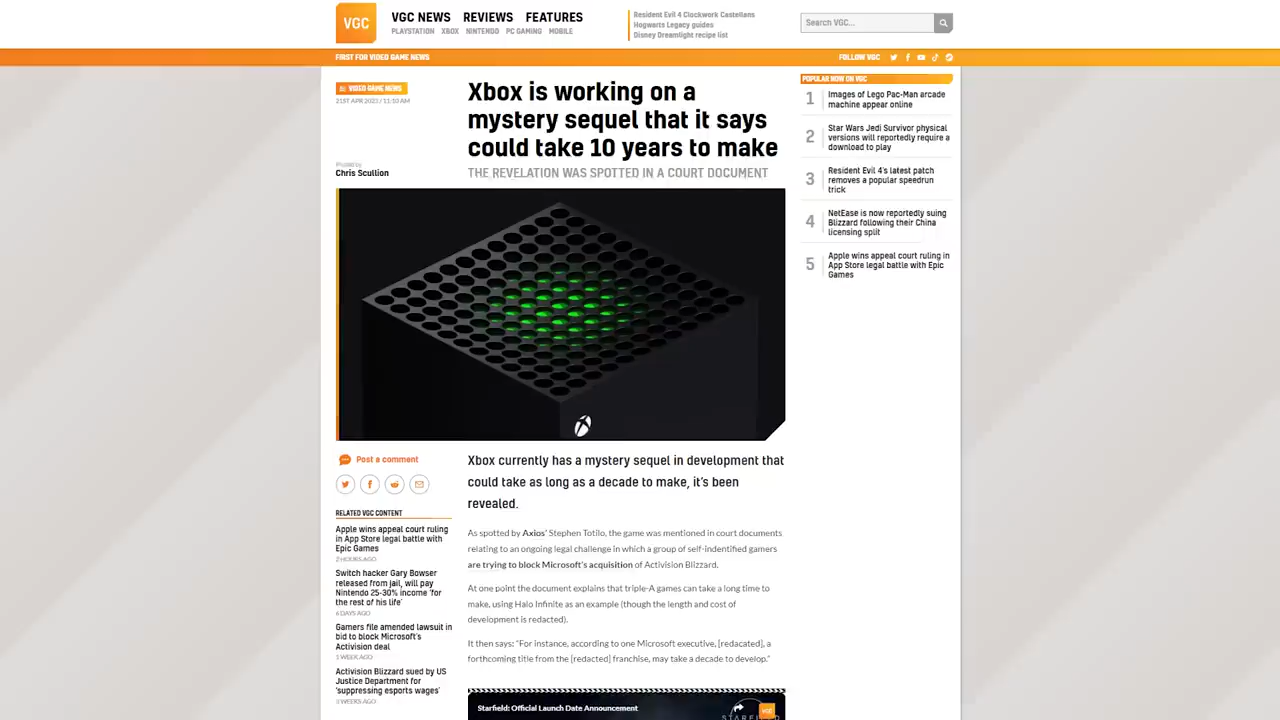 VGC
VGC NEWS REVIEWS FEATURES
PLAYSTATION XBOX NINTENDO PC GAMING MOBILE
Resident Evil 4 Clockwork Castellans
Hogwarts Legacy guides
Disney Dreamlight recipe list
Search VGC...
FIRST FOR VIDEO GAME NEWS
FOLLOW VGC
VIDEO GAME NEWS
21ST APR 2023 / 11:10 AM
Posted by
Chris Scullion
Xbox is working on a
mystery sequel that it says
could take 10 years to make
THE REVELATION WAS SPOTTED IN A COURT DOCUMENT
Post a comment
RELATED VGC CONTENT
Apple wins appeal court ruling
in App Store legal battle with
Epic Games
2 HOURS AGO
Switch hacker Gary Bowser
released from jail, will pay
Nintendo 25-30% income ‘for
the rest of his life’
6 DAYS AGO
Gamers file amended lawsuit in
bid to block Microsoft’s
Activision deal
1 WEEK AGO
Activision Blizzard sued by US
Justice Department for
‘suppressing esports wages’
3 WEEKS AGO
Xbox currently has a mystery sequel in development that
could take as long as a decade to make, it’s been
revealed.
As spotted by Axios’ Stephen Totilo, the game was mentioned in court documents
relating to an ongoing legal challenge in which a group of self-indentified gamers
are trying to block Microsoft’s acquisition of Activision Blizzard.
At one point the document explains that triple-A games can take a long time to
make, using Halo Infinite as an example (though the length and cost of
development is redacted).
It then says: “For instance, according to one Microsoft executive, [redacated], a
forthcoming title from the [redacted] franchise, may take a decade to develop.”
Starfield: Official Launch Date Announcement
VGC
STARFIELD
POPULAR NOW ON VGC
1 Images of Lego Pac-Man arcade
machine appear online
2 Star Wars Jedi Survivor physical
versions will reportedly require a
download to play
3 Resident Evil 4’s latest patch
removes a popular speedrun
trick
4 NetEase is now reportedly suing
Blizzard following their China
licensing split
5 Apple wins appeal court ruling in
App Store legal battle with Epic
Games